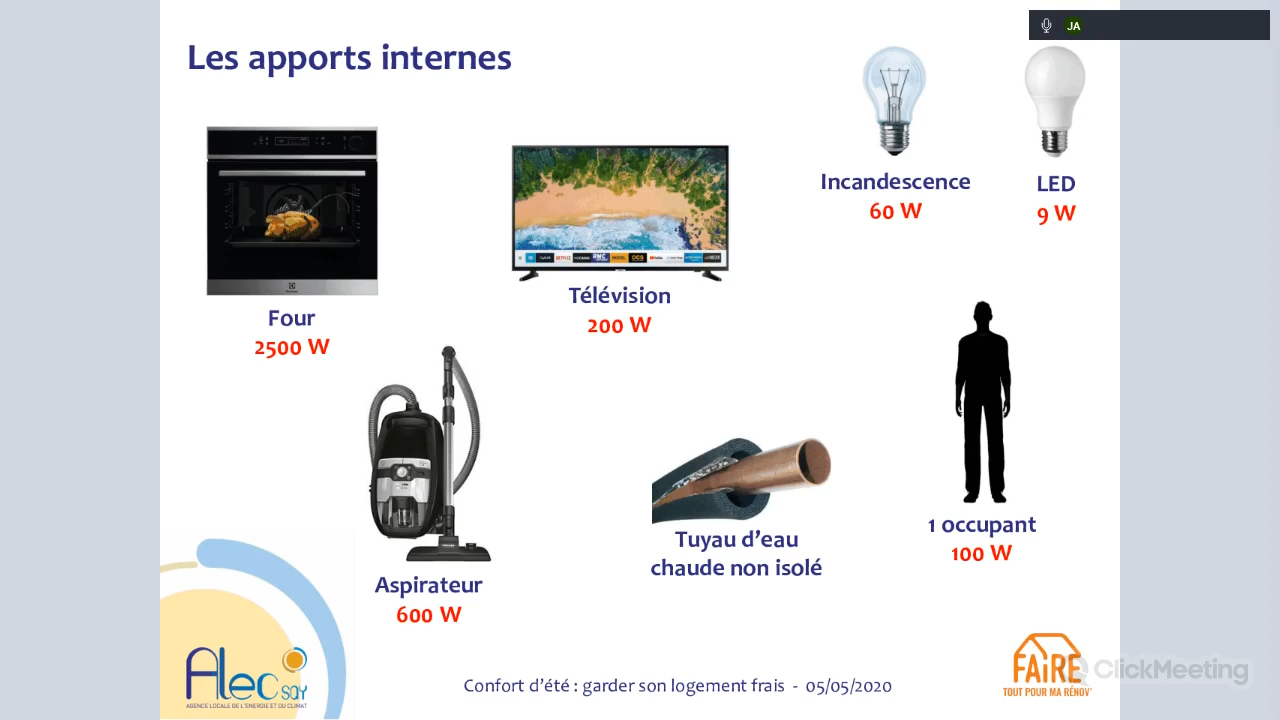 JA
Les apports internes
Incandescence
60 W
LED
9 W
Télévision
200 W
Four
2500 W
1 occupant
100 W
Tuyau d’eau
chaude non isolé
Aspirateur
600 W
Alec SQY
AGENCE LOCALE DE L'ENERGIE ET DU CLIMAT
Confort d’été : garder son logement frais - 05/05/2020
FAiRE
TOUT POUR MA RÉNOV'
ClickMeeting